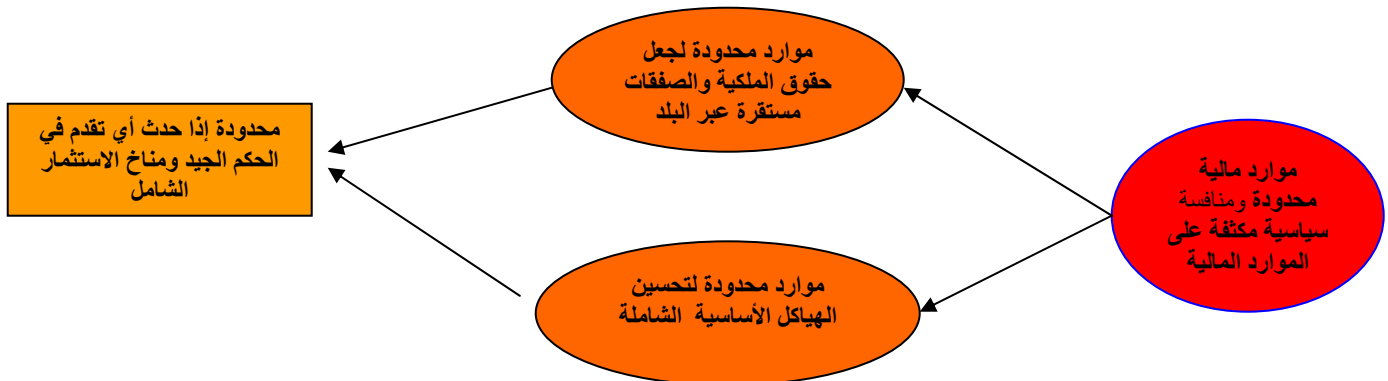 موارد مالية
محدودة ومنافسة
سياسية مكثفة على
الموارد المالية
موارد محدودة لجعل
حقوق الملكية والصفقات
مستقرة عبر البلد
موارد محدودة لتحسين
الهياكل الأساسية الشاملة
محدودة إذا حدث أي تقدم في
الحكم الجيد ومناخ الاستثمار
الشامل